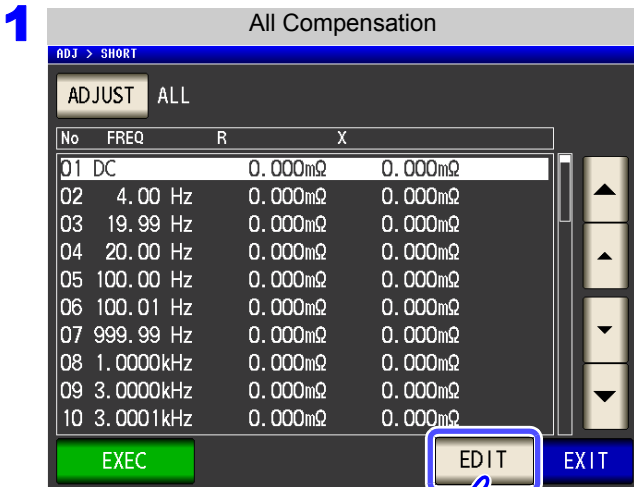 1
All Compensation
ADJ > SHORT
ADJUST ALL
No FREQ R X
01 DC 0.000mΩ 0.000mΩ
02 4.00 Hz 0.000mΩ 0.000mΩ
03 19.99 Hz 0.000mΩ 0.000mΩ
04 20.00 Hz 0.000mΩ 0.000mΩ
05 100.00 Hz 0.000mΩ 0.000mΩ
06 100.01 Hz 0.000mΩ 0.000mΩ
07 999.99 Hz 0.000mΩ 0.000mΩ
08 1.0000kHz 0.000mΩ 0.000mΩ
09 3.0000kHz 0.000mΩ 0.000mΩ
10 3.0001kHz 0.000mΩ 0.000mΩ
EXEC EDIT EXIT